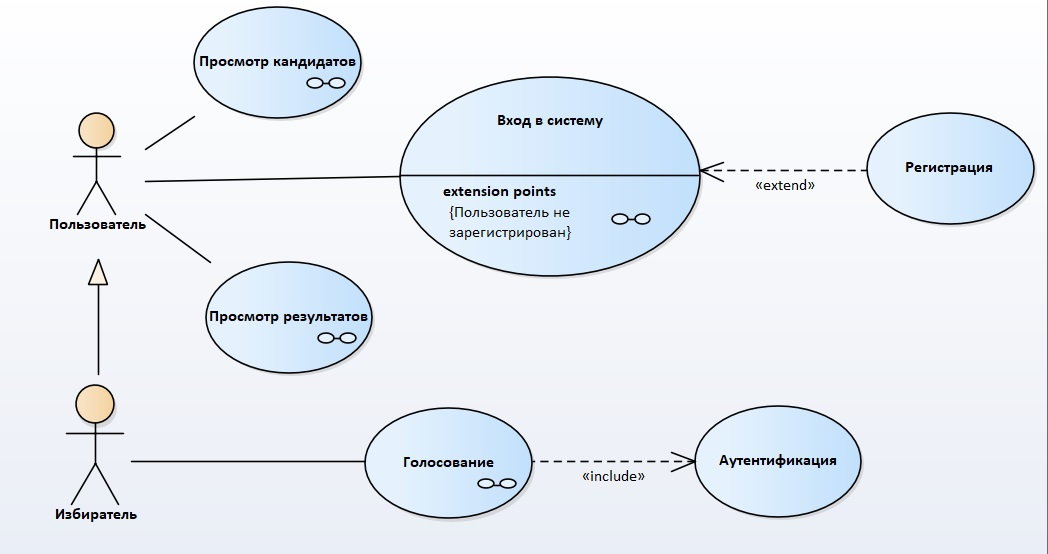 Просмотр кандидатов
Вход в систему
extension points
{Пользователь не
зарегистрирован}
«extend»
Регистрация
Пользователь
Просмотр результатов
Голосование
«include»
Аутентификация
Избиратель